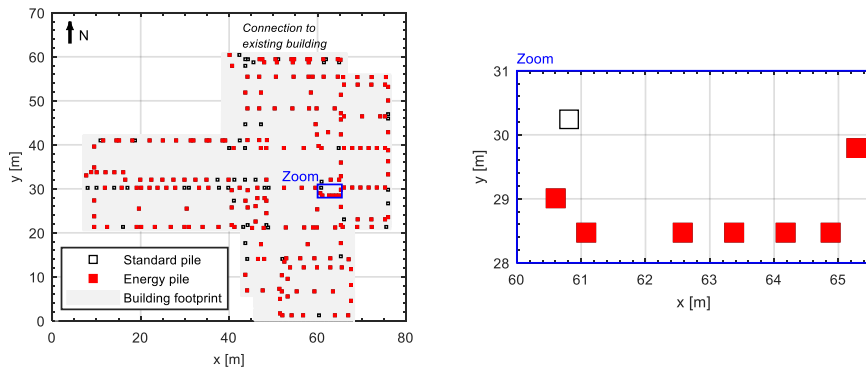 70
60
50
40
30
20
10
0
y [m]
N
Connection to
existing building
Zoom
Standard pile
Energy pile
Building footprint
0
20
40
60
80
x [m]
Zoom
31
30
29
28
y [m]
60
61
62
63
64
65
x [m]